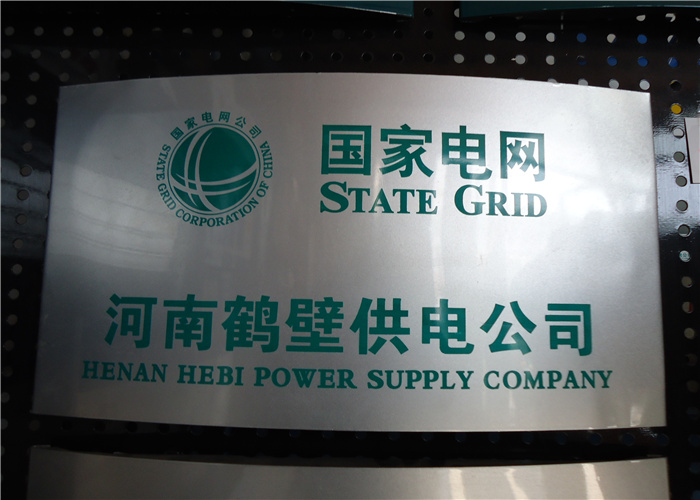 国家电网公司
STATE GRID CORPORATION OF CHINA
国家电网
STATE GRID
河南鹤壁供电公司
HENAN HEBI POWER SUPPLY COMPANY